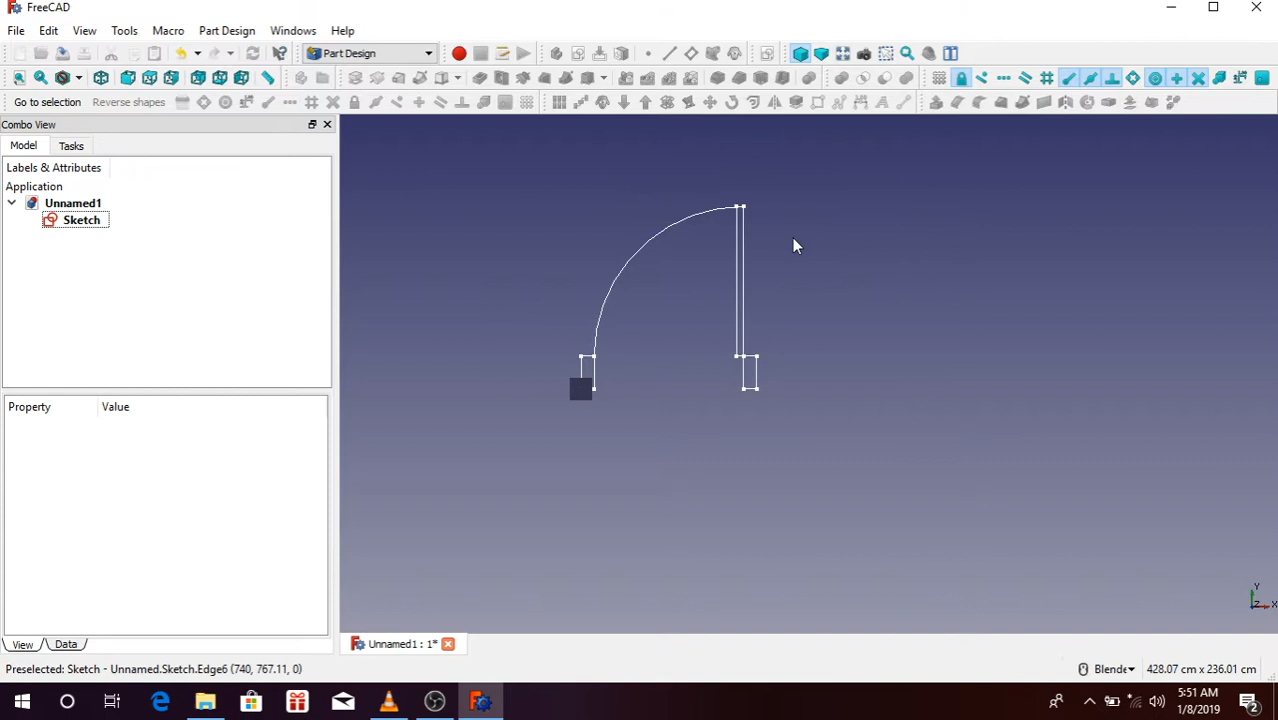 FreeCAD
File Edit View Tools Macro Part Design Windows Help
Part Design
Go to selection Reverse shapes
Combo View
Model Tasks
Labels & Attributes
Application
Unnamed1
Sketch
Property Value
Y
Z X
View Data
Unnamed1 : 1*
Preselected: Sketch - Unnamed.Sketch.Edge6 (740, 767.11, 0) Blende 428.07 cm x 236.01 cm
5:51 AM
1/8/2019
2